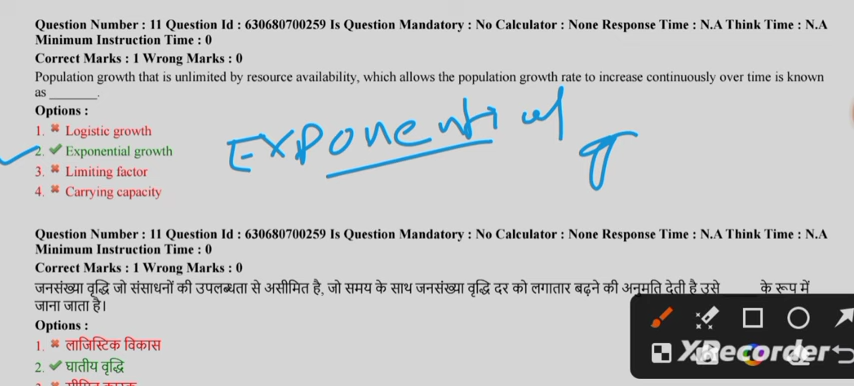 Question Number : 11 Question Id : 630680700259 Is Question Mandatory : No Calculator : None Response Time : N.A Think Time : N.A
Minimum Instruction Time : 0
Correct Marks : 1 Wrong Marks : 0
Population growth that is unlimited by resource availability, which allows the population growth rate to increase continuously over time is known
as _______.
Options :
1. ✖ Logistic growth
2. ✔ Exponential growth
3. ✖ Limiting factor
4. ✖ Carrying capacity
Exponential
g
Question Number : 11 Question Id : 630680700259 Is Question Mandatory : No Calculator : None Response Time : N.A Think Time : N.A
Minimum Instruction Time : 0
Correct Marks : 1 Wrong Marks : 0
जनसंख्या वृद्धि जो संसाधनों की उपलब्धता से असीमित है, जो समय के साथ जनसंख्या वृद्धि दर को लगातार बढ़ने की अनुमति देती है उसे _____ के रूप में
जाना जाता है।
Options :
1. ✖ लाजिस्टिक विकास
2. ✔ घातीय वृद्धि
XRecorder